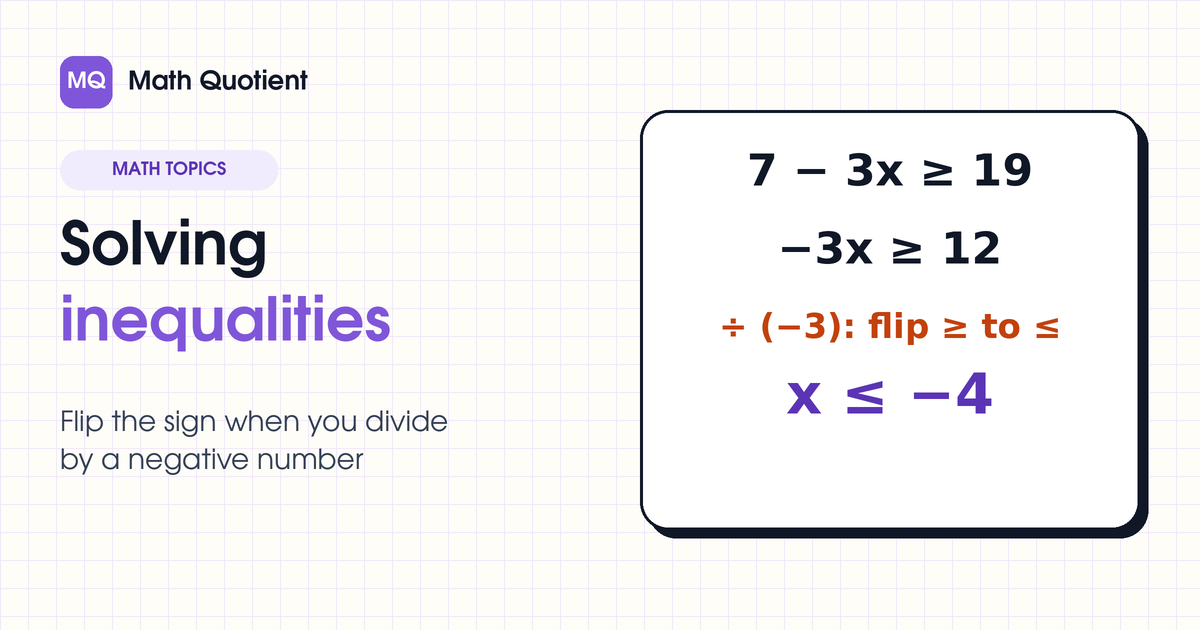 MQ Math Quotient
MATH TOPICS
Solving
inequalities
Flip the sign when you divide
by a negative number
7 − 3x ≥ 19
−3x ≥ 12
÷ (−3): flip ≥ to ≤
x ≤ −4